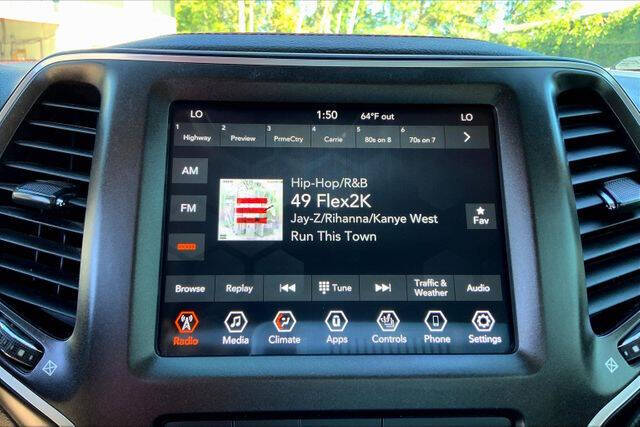 LO 1:50 64°F out LO
1 Highway 2 Preview 3 PrmeCtry 4 Carrie 5 80s on 8 6 70s on 7
AM
FM
Hip-Hop/R&B
49 Flex2K
Jay-Z/Rihanna/Kanye West
Run This Town
Fav
Browse Replay Tune Traffic & Weather Audio
Radio Media Climate Apps Controls Phone Settings